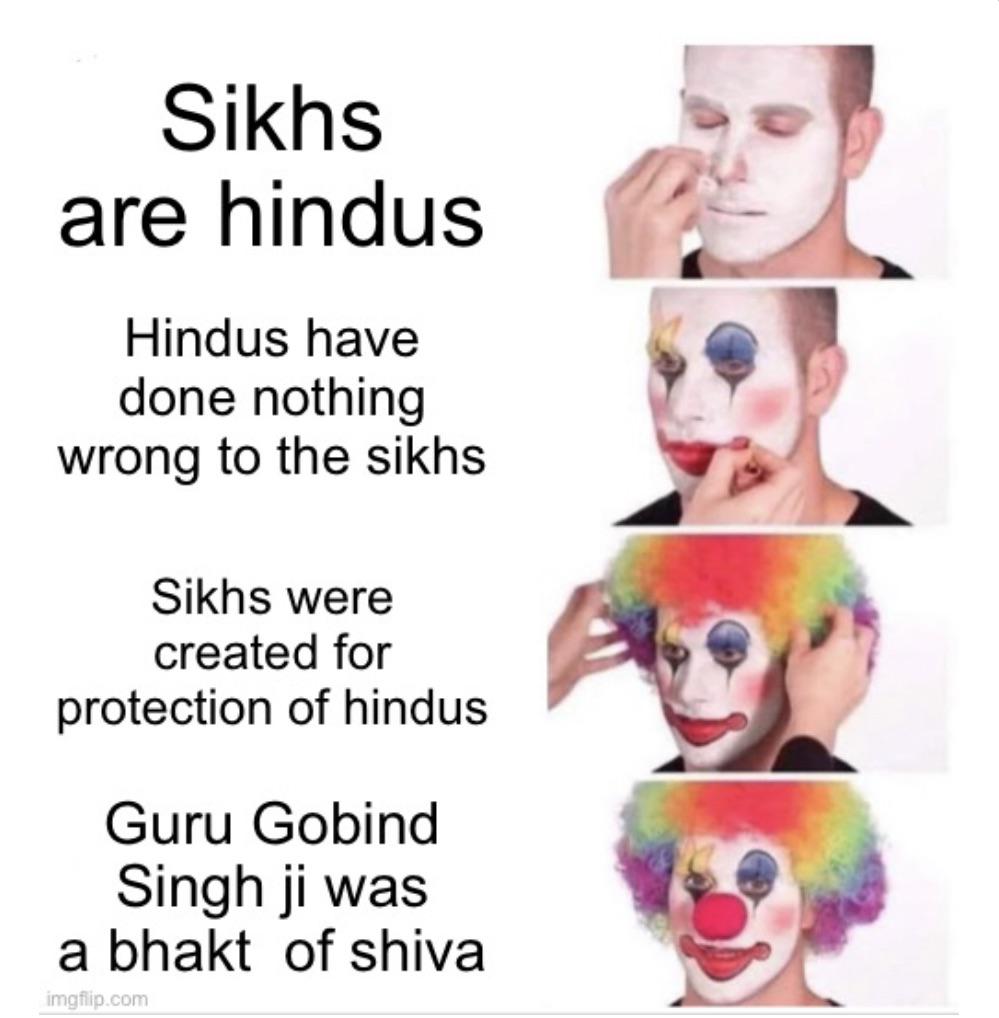 Sikhs
are hindus
Hindus have
done nothing
wrong to the sikhs
Sikhs were
created for
protection of hindus
Guru Gobind
Singh ji was
a bhakt of shiva
imgflip.com